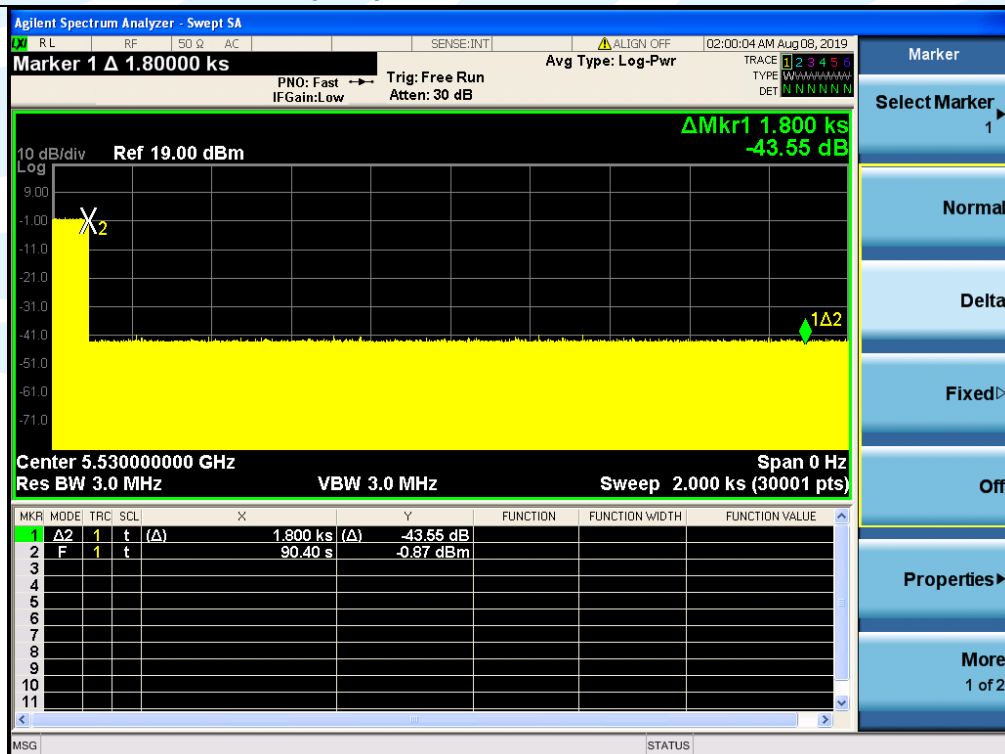 Agilent Spectrum Analyzer - Swept SA
LXI RL RF 50 Ω AC SENSE:INT ALIGN OFF 02:00:04 AM Aug 08, 2019
Marker 1 Δ 1.80000 ks
PNO: Fast
IFGain:Low
Trig: Free Run
Atten: 30 dB
Avg Type: Log-Pwr
TRACE 1 2 3 4 5 6
TYPE W W W W W W
DET N N N N N N
ΔMkr1 1.800 ks
-43.55 dB
10 dB/div Ref 19.00 dBm
Log
9.00
-1.00
-11.0
-21.0
-31.0
-41.0
-51.0
-61.0
-71.0
2
1Δ2
Center 5.530000000 GHz Span 0 Hz
Res BW 3.0 MHz VBW 3.0 MHz Sweep 2.000 ks (30001 pts)
MKR MODE TRC SCL X Y FUNCTION FUNCTION WIDTH FUNCTION VALUE
1 Δ2 1 t (Δ) 1.800 ks (Δ) -43.55 dB
2 F 1 t 90.40 s -0.87 dBm
3
4
5
6
7
8
9
10
11
MSG STATUS
Marker
Select Marker
1
Normal
Delta
Fixed
Off
Properties
More
1 of 2